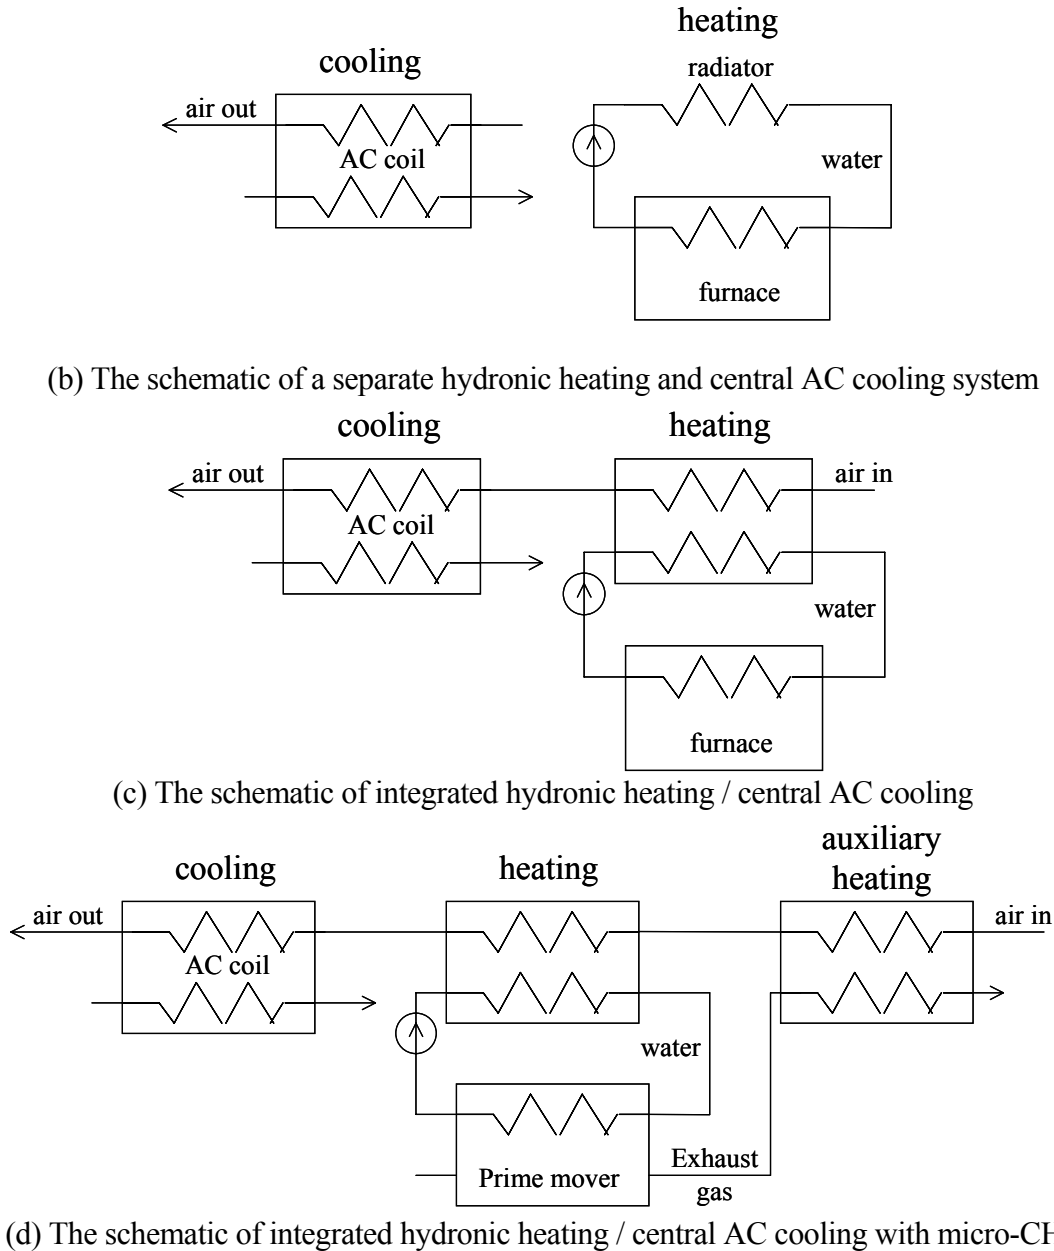 heating
cooling
radiator
air out
AC coil
water
furnace
(b) The schematic of a separate hydronic heating and central AC cooling system
cooling
heating
air out
air in
AC coil
water
furnace
(c) The schematic of integrated hydronic heating / central AC cooling
auxiliary
cooling
heating
heating
air out
air in
AC coil
water
Prime mover
Exhaust
gas
(d) The schematic of integrated hydronic heating / central AC cooling with micro-CH